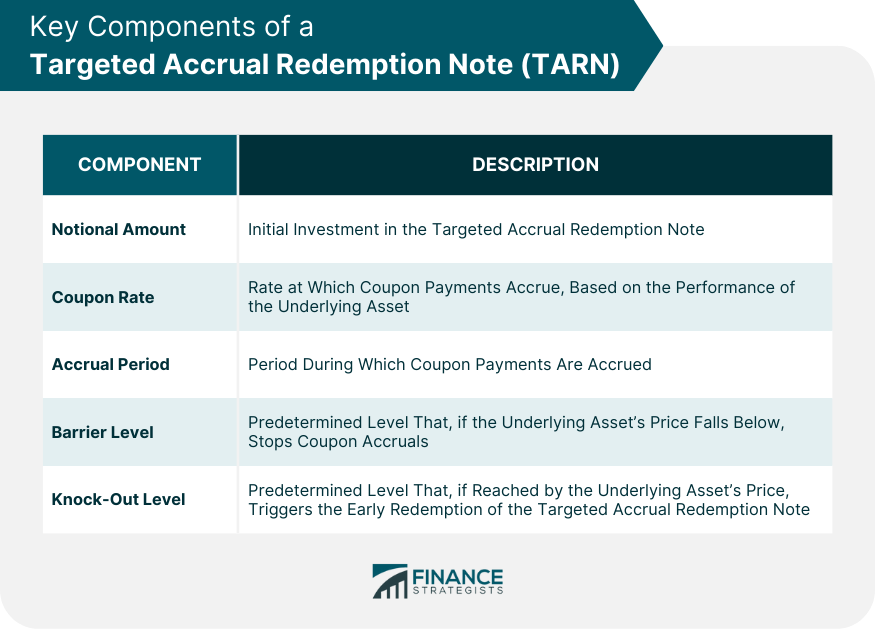 Key Components of a
Targeted Accrual Redemption Note (TARN)
COMPONENT
DESCRIPTION
Notional Amount
Initial Investment in the Targeted Accrual Redemption Note
Coupon Rate
Rate at Which Coupon Payments Accrue, Based on the Performance of
the Underlying Asset
Accrual Period
Period During Which Coupon Payments Are Accrued
Barrier Level
Predetermined Level That, if the Underlying Asset’s Price Falls Below,
Stops Coupon Accruals
Knock-Out Level
Predetermined Level That, if Reached by the Underlying Asset’s Price,
Triggers the Early Redemption of the Targeted Accrual Redemption Note
FINANCE
STRATEGISTS